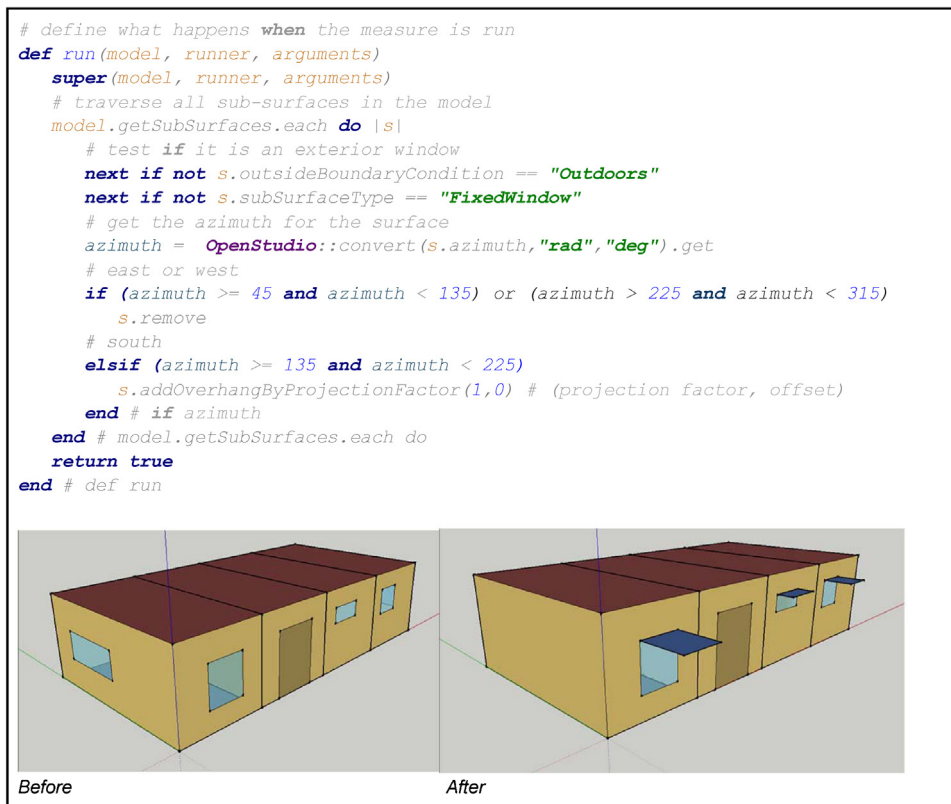 # define what happens when the measure is run
def run(model, runner, arguments)
super(model, runner, arguments)
# traverse all sub-surfaces in the model
model.getSubSurfaces.each do |s|
# test if it is an exterior window
next if not s.outsideBoundaryCondition == "Outdoors"
next if not s.subSurfaceType == "FixedWindow"
# get the azimuth for the surface
azimuth = OpenStudio::convert(s.azimuth,"rad","deg").get
# east or west
if (azimuth >= 45 and azimuth < 135) or (azimuth > 225 and azimuth < 315)
s.remove
# south
elsif (azimuth >= 135 and azimuth < 225)
s.addOverhangByProjectionFactor(1,0) # (projection factor, offset)
end # if azimuth
end # model.getSubSurfaces.each do
return true
end # def run
Before
After